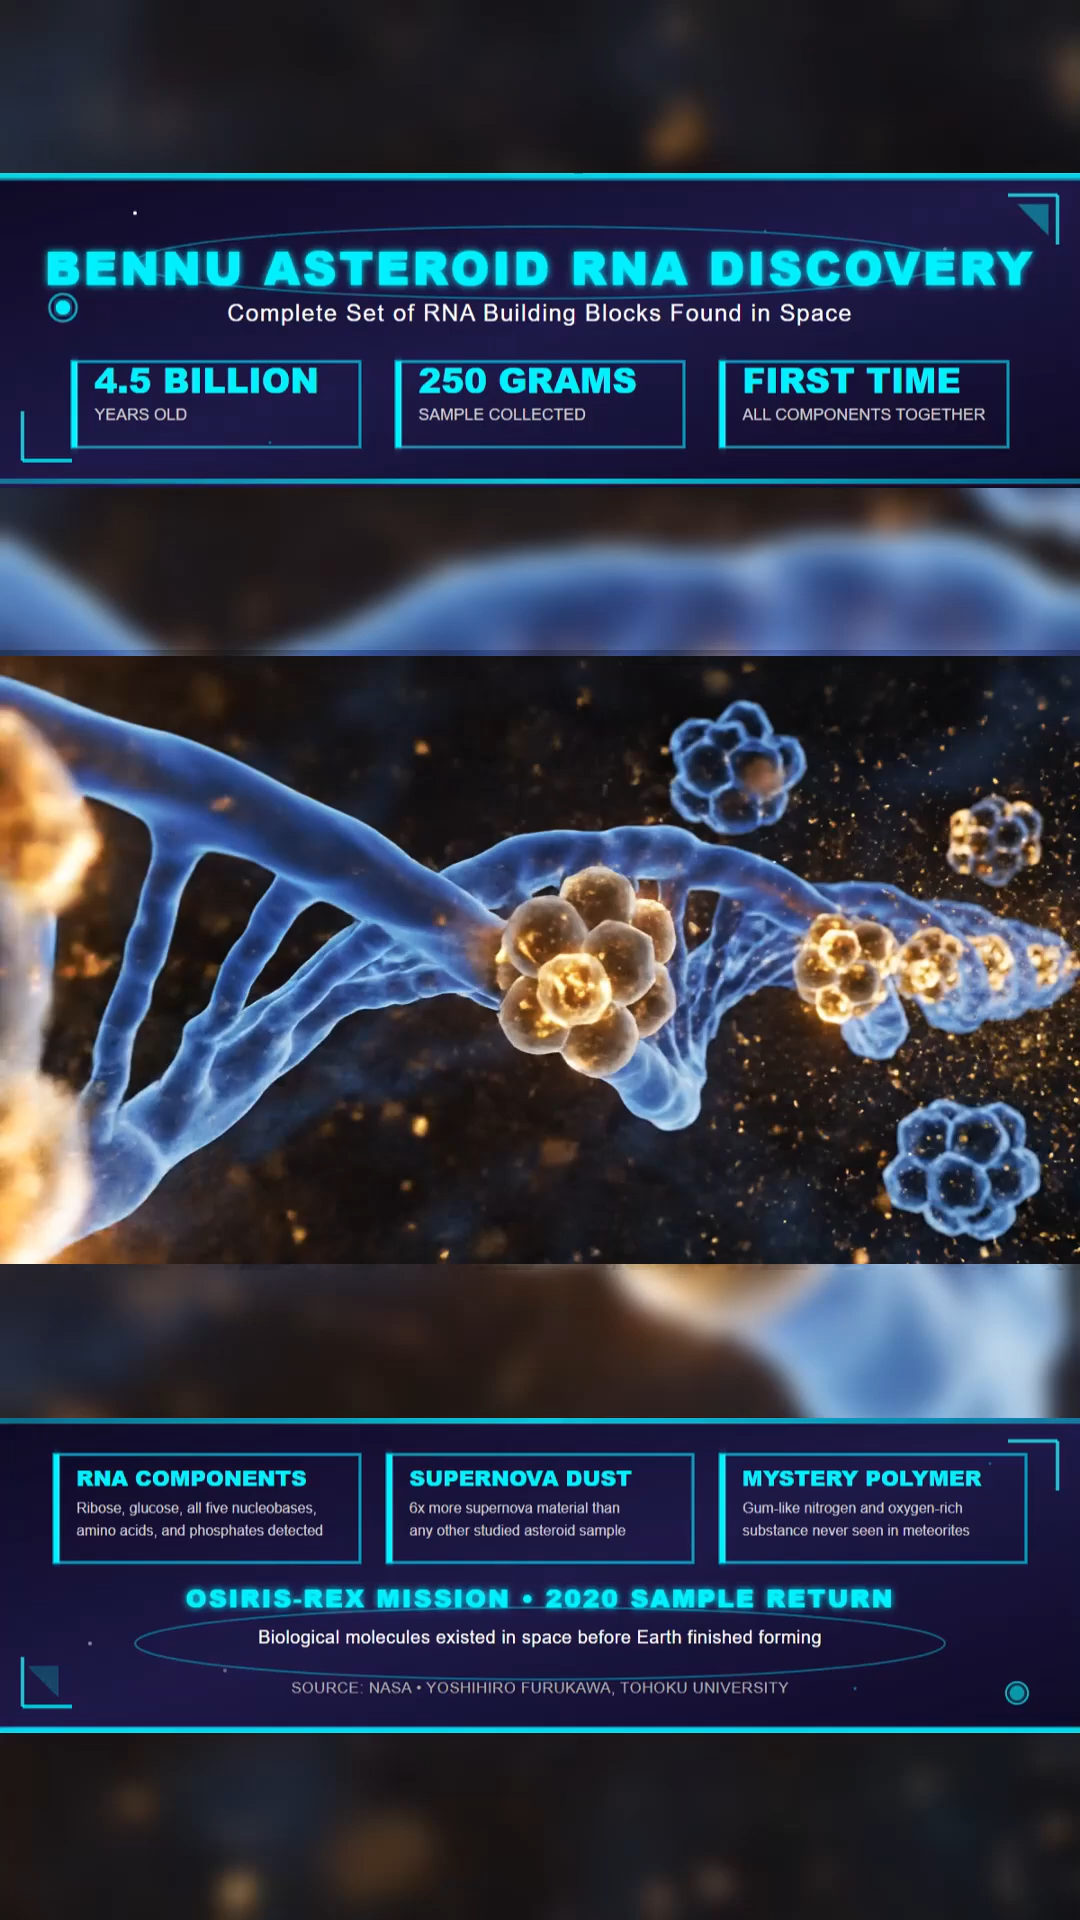 BENNU ASTEROID RNA DISCOVERY
Complete Set of RNA Building Blocks Found in Space
4.5 BILLION
YEARS OLD
250 GRAMS
SAMPLE COLLECTED
FIRST TIME
ALL COMPONENTS TOGETHER
RNA COMPONENTS
Ribose, glucose, all five nucleobases,
amino acids, and phosphates detected
SUPERNOVA DUST
6x more supernova material than
any other studied asteroid sample
MYSTERY POLYMER
Gum-like nitrogen and oxygen-rich
substance never seen in meteorites
OSIRIS-REX MISSION • 2020 SAMPLE RETURN
Biological molecules existed in space before Earth finished forming
SOURCE: NASA • YOSHIHIRO FURUKAWA, TOHOKU UNIVERSITY